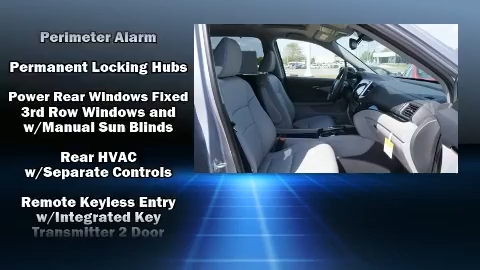 Perimeter Alarm
Permanent Locking Hubs
Power Rear Windows Fixed
3rd Row Windows and
w/Manual Sun Blinds
Rear HVAC
w/Separate Controls
Remote Keyless Entry
w/Integrated Key
Transmitter 2 Door